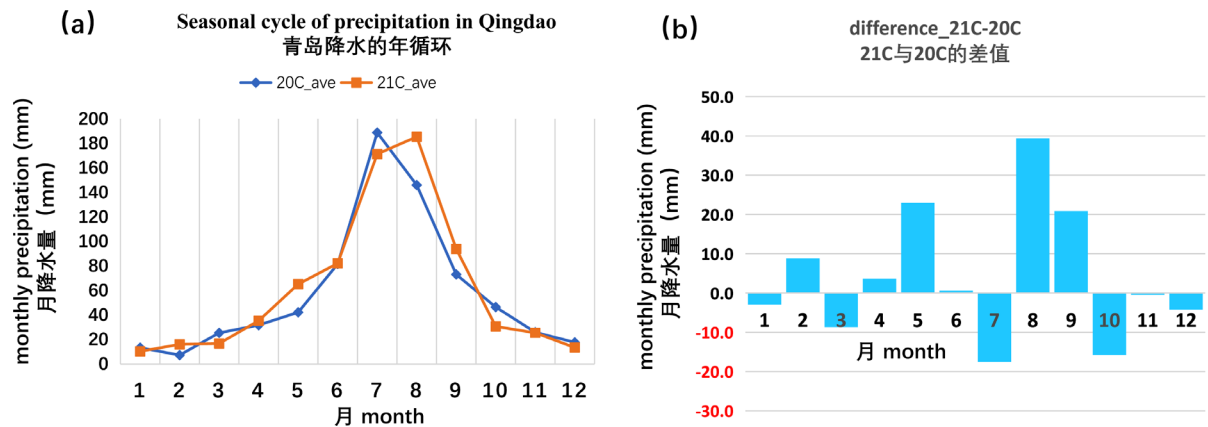 (a)
Seasonal cycle of precipitation in Qingdao
青岛降水的年循环
20C_ave 21C_ave
monthly precipitation (mm)
月降水量（mm）
200
180
160
140
120
100
80
60
40
20
0
1 2 3 4 5 6 7 8 9 10 11 12
月 month
(b)
difference_21C-20C
21C与20C的差值
monthly precipitation (mm)
月降水量（mm）
50.0
40.0
30.0
20.0
10.0
0.0
-10.0
-20.0
-30.0
1 2 3 4 5 6 7 8 9 10 11 12
月 month